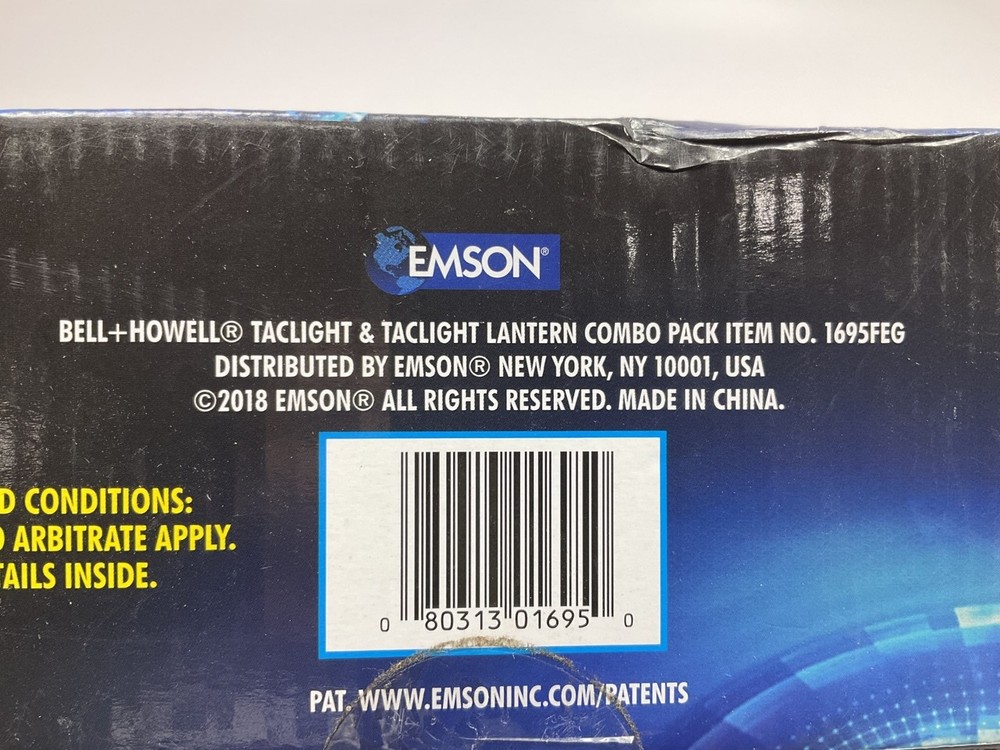 EMSON®
BELL+HOWELL® TACLIGHT & TACLIGHT LANTERN COMBO PACK ITEM NO. 1695FEG
DISTRIBUTED BY EMSON® NEW YORK, NY 10001, USA
©2018 EMSON® ALL RIGHTS RESERVED. MADE IN CHINA.
D CONDITIONS:
ARBITRATE APPLY.
TAILS INSIDE.
0 80313 01695 0
PAT. WWW.EMSONINC.COM/PATENTS